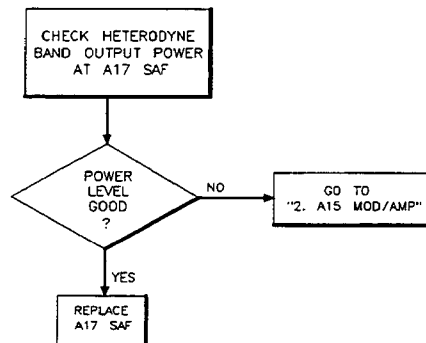 CHECK HETERODYNE
BAND OUTPUT POWER
AT A17 SAF
POWER
LEVEL
GOOD
?
NO
GO TO
"2. A15 MOD/AMP"
YES
REPLACE
A17 SAF